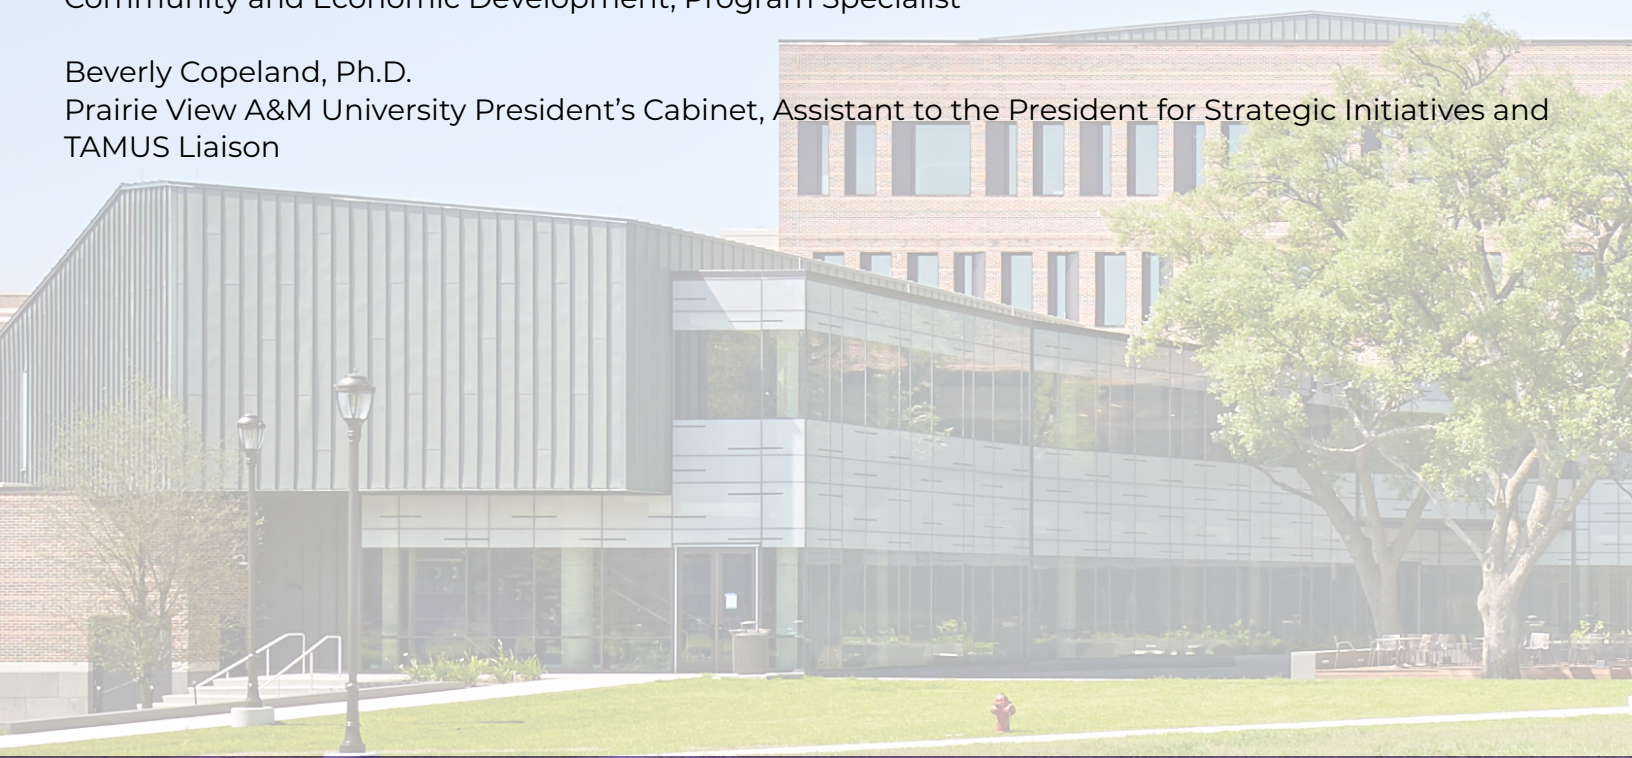 Community and Economic Development, Program Specialist
Beverly Copeland, Ph.D.
Prairie View A&M University President’s Cabinet, Assistant to the President for Strategic Initiatives and
TAMUS Liaison